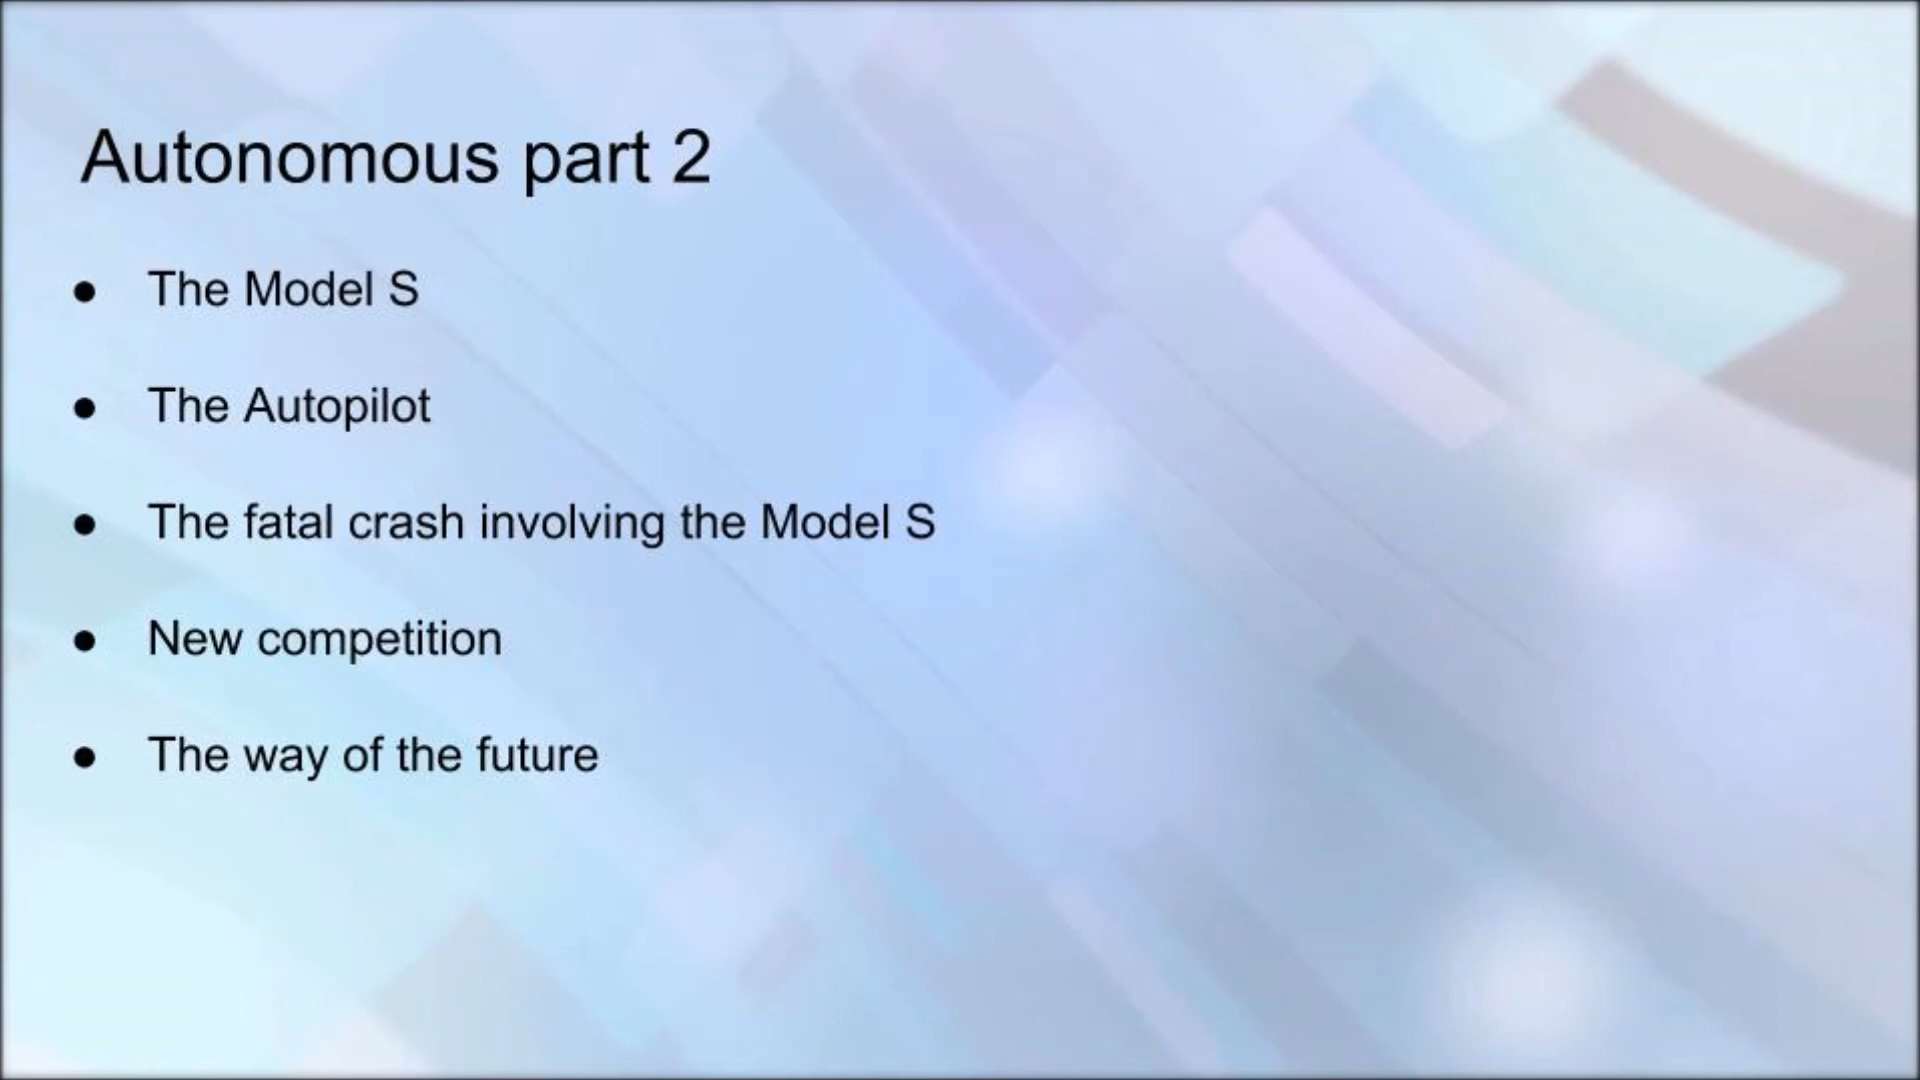 Autonomous part 2
● The Model S
● The Autopilot
● The fatal crash involving the Model S
● New competition
● The way of the future